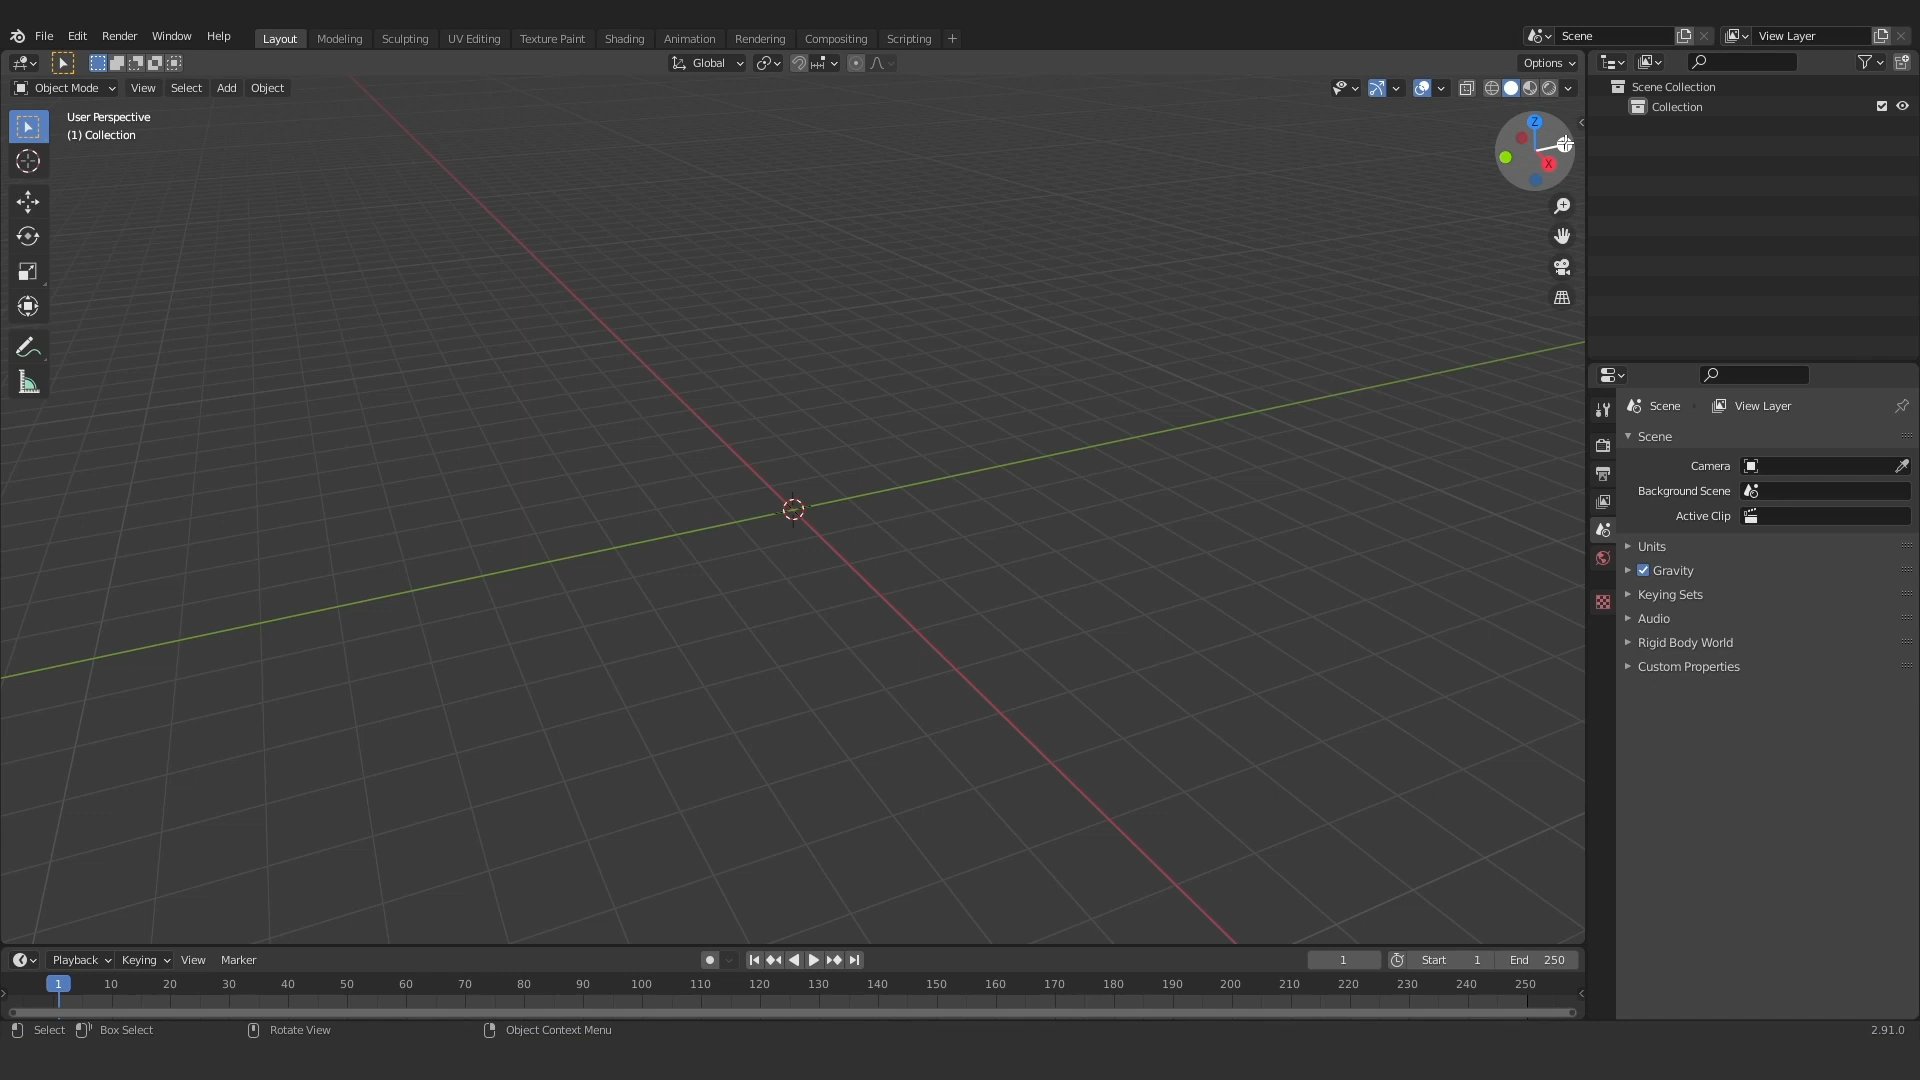 File Edit Render Window Help Layout Modeling Sculpting UV Editing Texture Paint Shading Animation Rendering Compositing Scripting + Scene View Layer
Global Options
Object Mode View Select Add Object
User Perspective
(1) Collection
Z
X
Scene Collection
Collection
Scene View Layer
Scene
Camera
Background Scene
Active Clip
Units
Gravity
Keying Sets
Audio
Rigid Body World
Custom Properties
Playback Keying View Marker 1 Start 1 End 250
1 10 20 30 40 50 60 70 80 90 100 110 120 130 140 150 160 170 180 190 200 210 220 230 240 250
Select Box Select Rotate View Object Context Menu 2.91.0